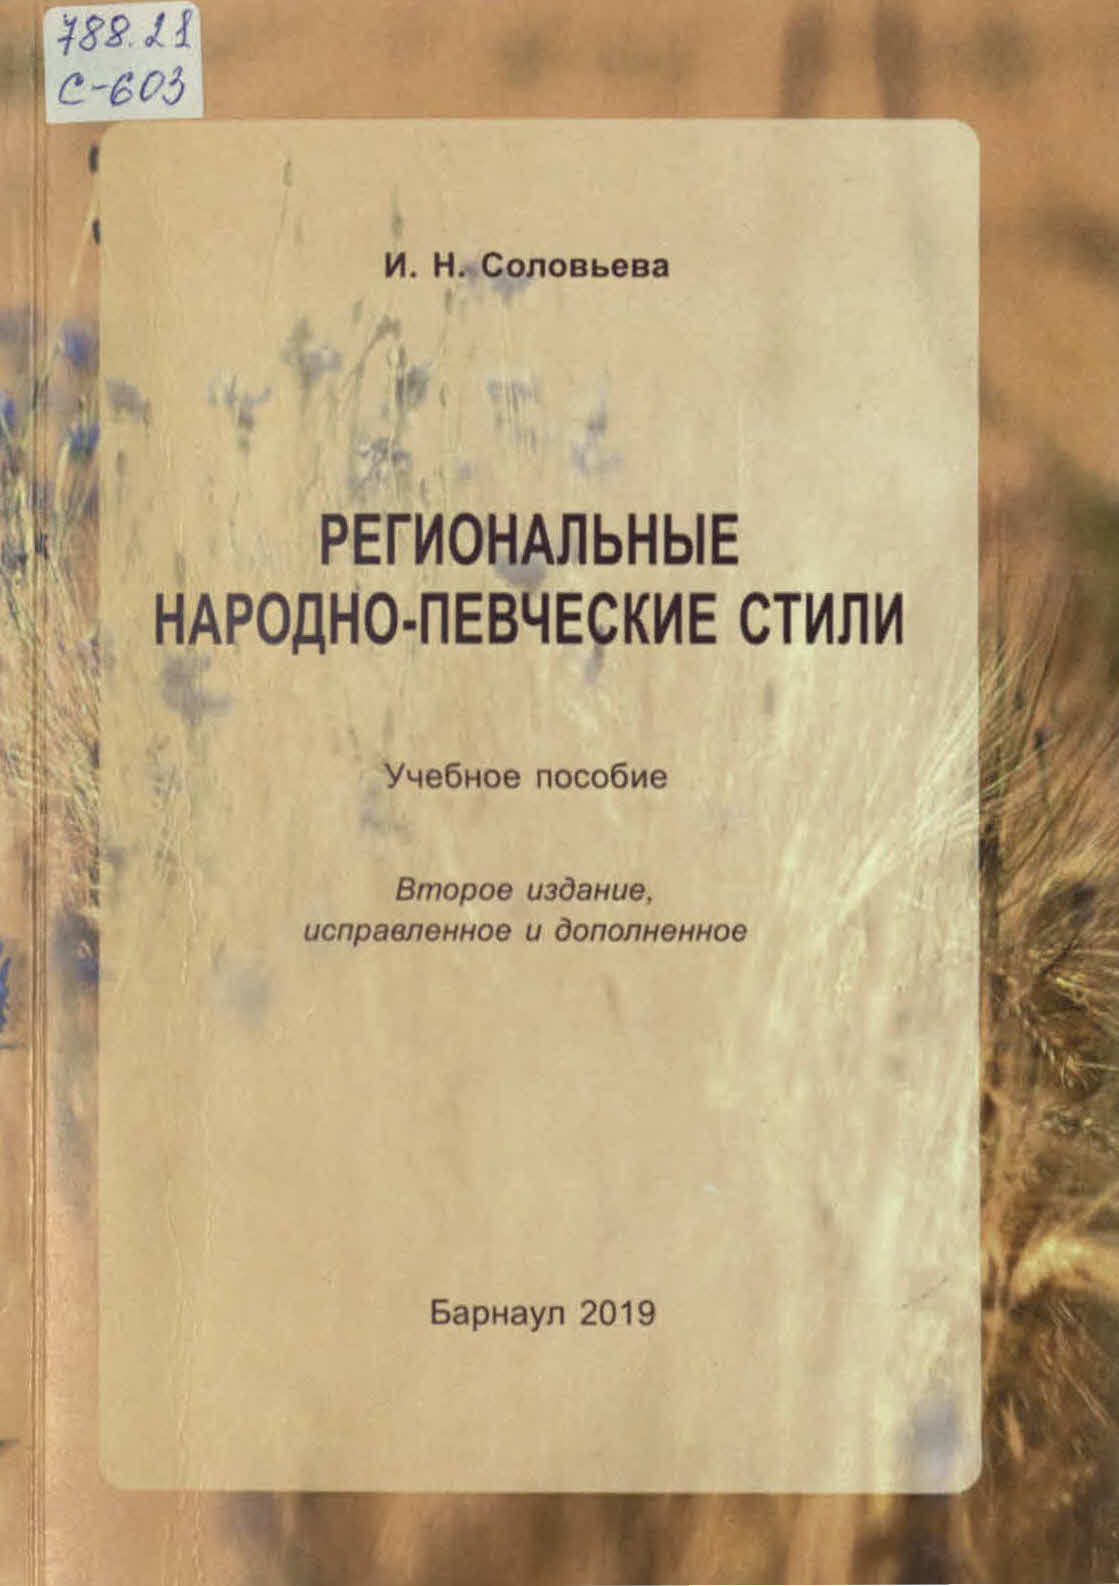 788.21
С-603
И. Н. Соловьева
РЕГИОНАЛЬНЫЕ
НАРОДНО-ПЕВЧЕСКИЕ СТИЛИ
Учебное пособие
Второе издание,
исправленное и дополненное
Барнаул 2019